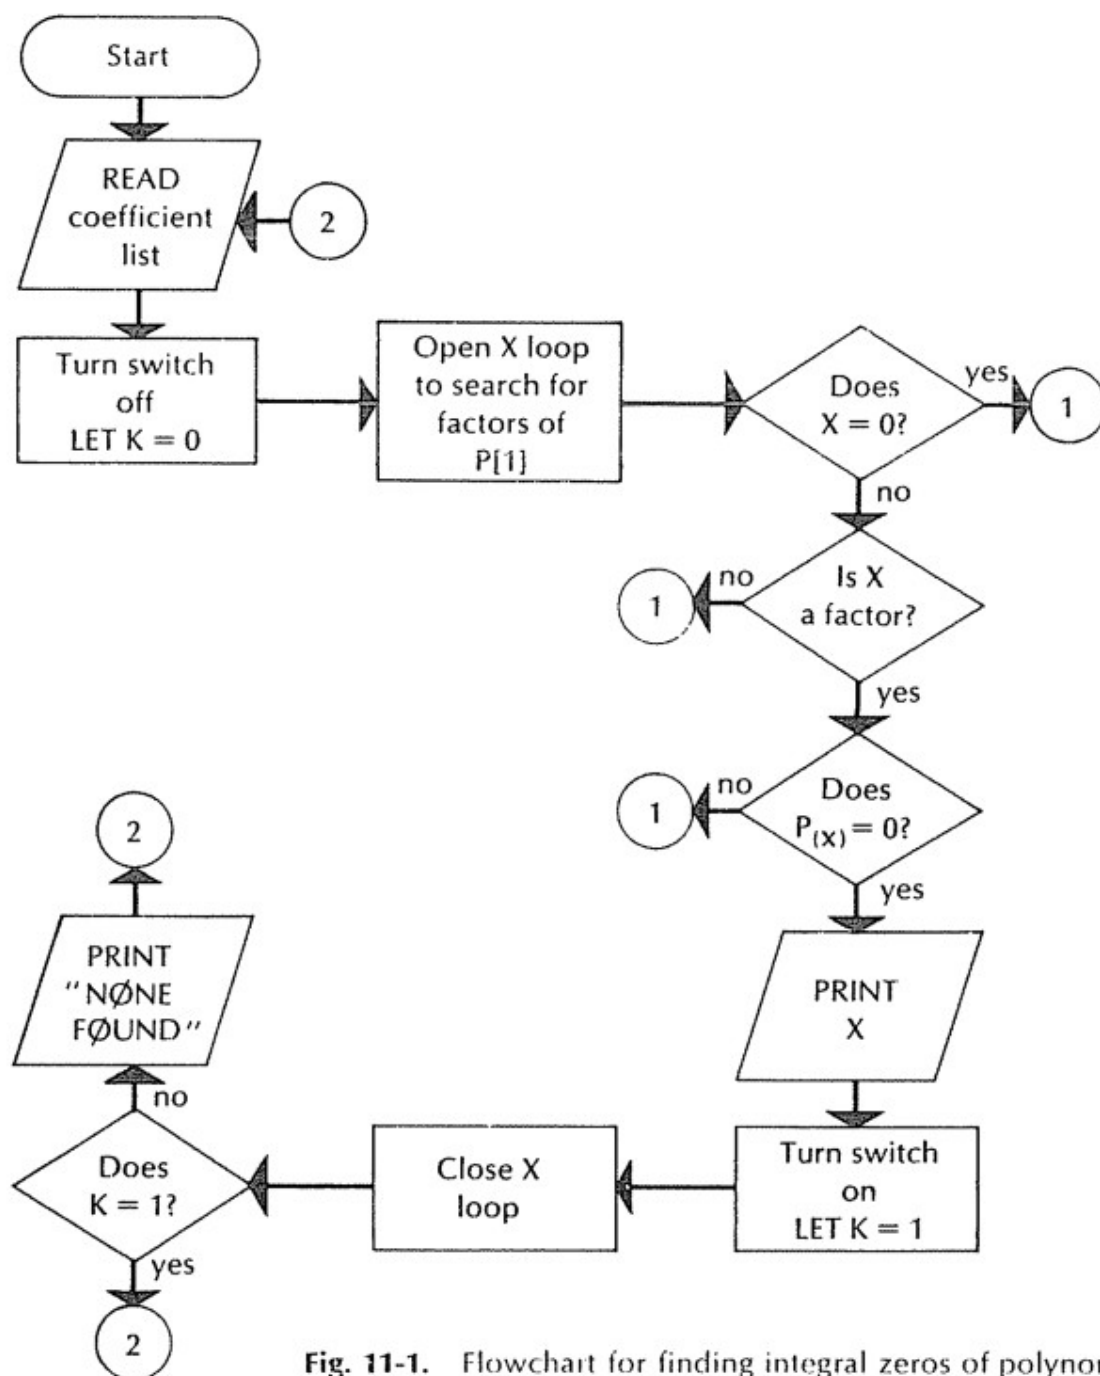 Start
READ
coefficient
list
2
Turn switch
off
LET K = 0
Open X loop
to search for
factors of
P[1]
Does
X = 0?
yes
1
no
Is X
a factor?
no
1
yes
Does
P(X) = 0?
no
1
yes
PRINT
X
Turn switch
on
LET K = 1
Close X
loop
Does
K = 1?
no
PRINT
"NØNE
FØUND"
2
yes
2
Fig. 11-1. Flowchart for finding integral zeros of